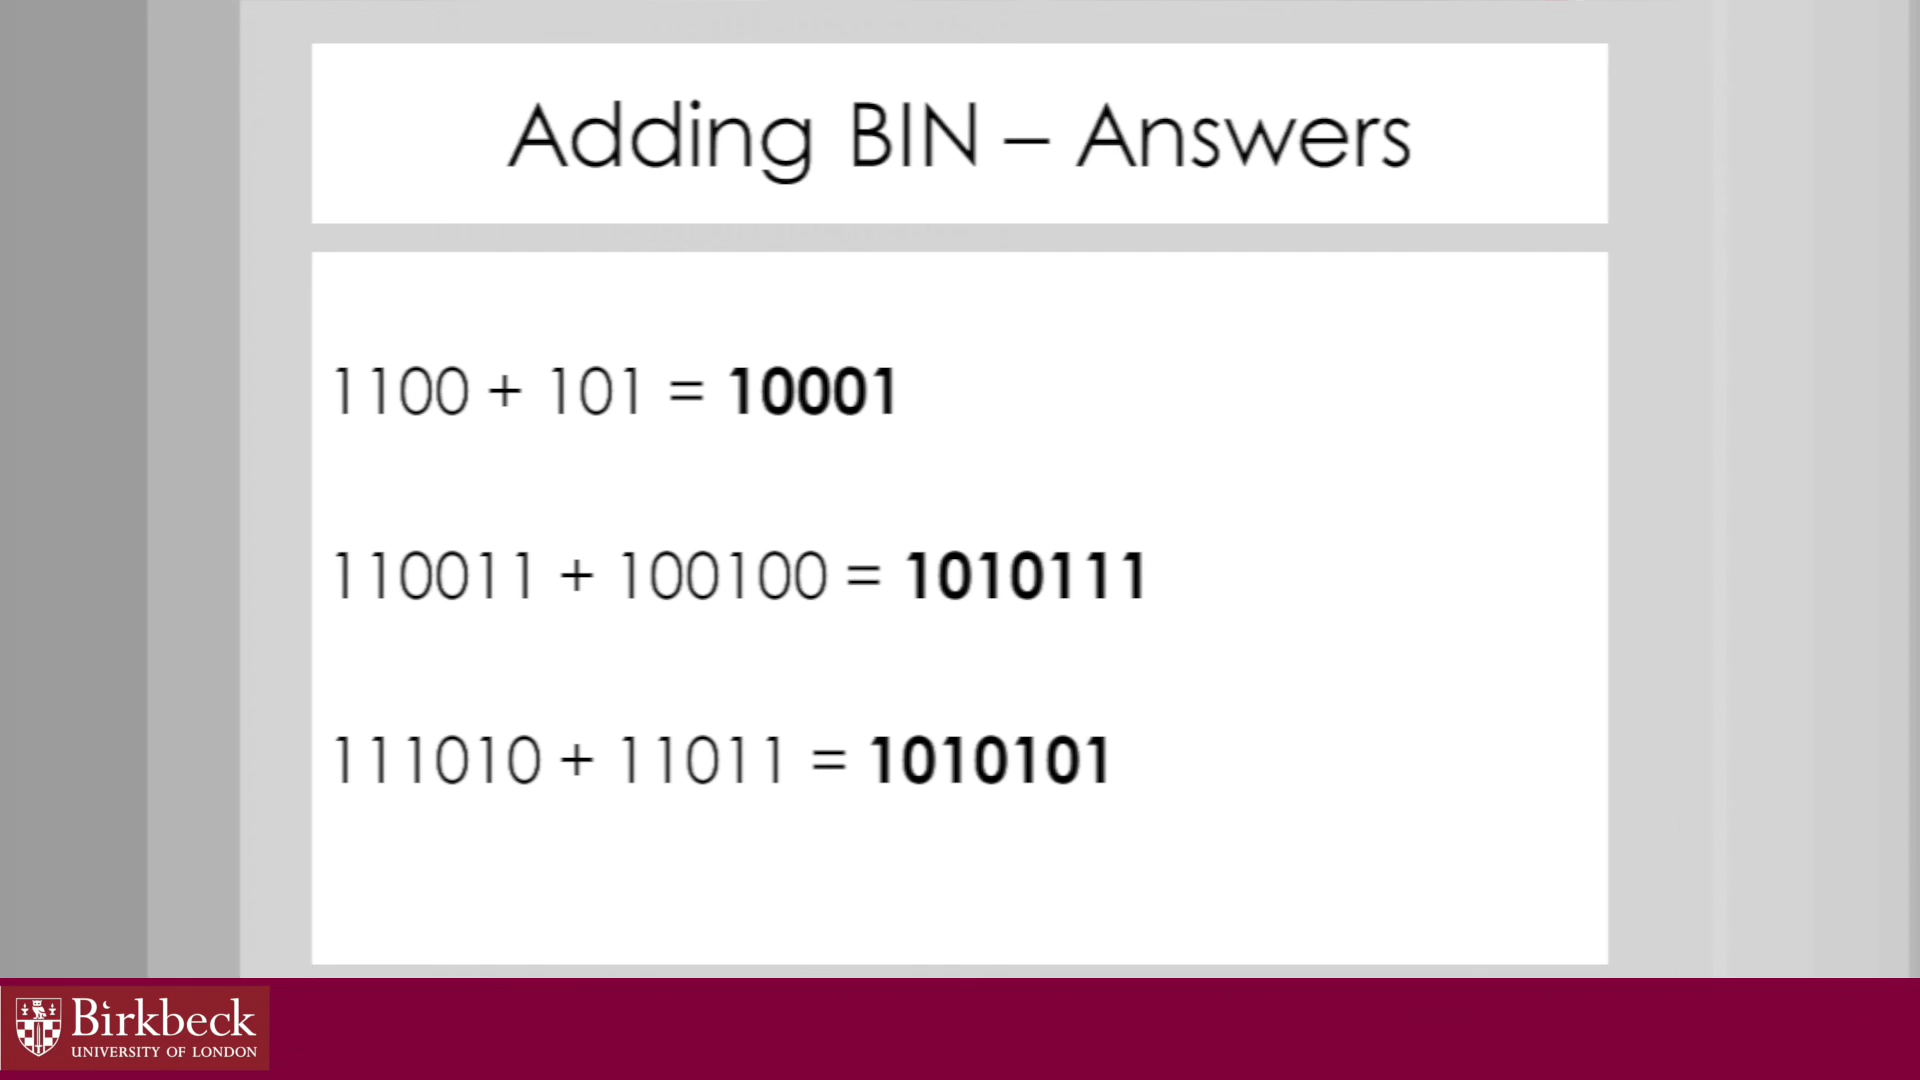 Adding BIN – Answers
1100 + 101 = 10001
110011 + 100100 = 1010111
111010 + 11011 = 1010101
Birkbeck
UNIVERSITY OF LONDON